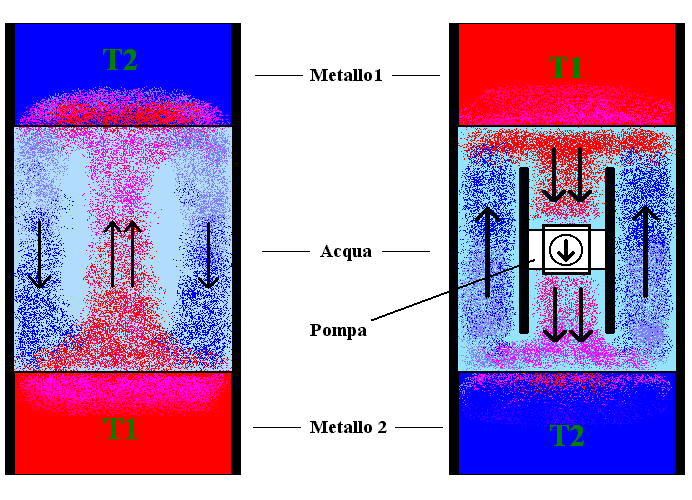 T2
T1
Metallo1
Acqua
Pompa
Metallo 2
T1
T2